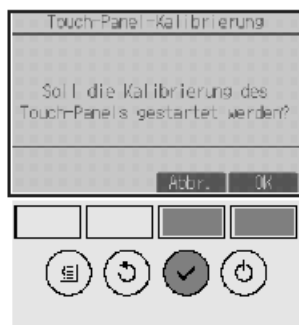 Touch-Panel-Kalibrierung
Soll die Kalibrierung des
Touch-Panels gestartet werden?
Abbr. OK